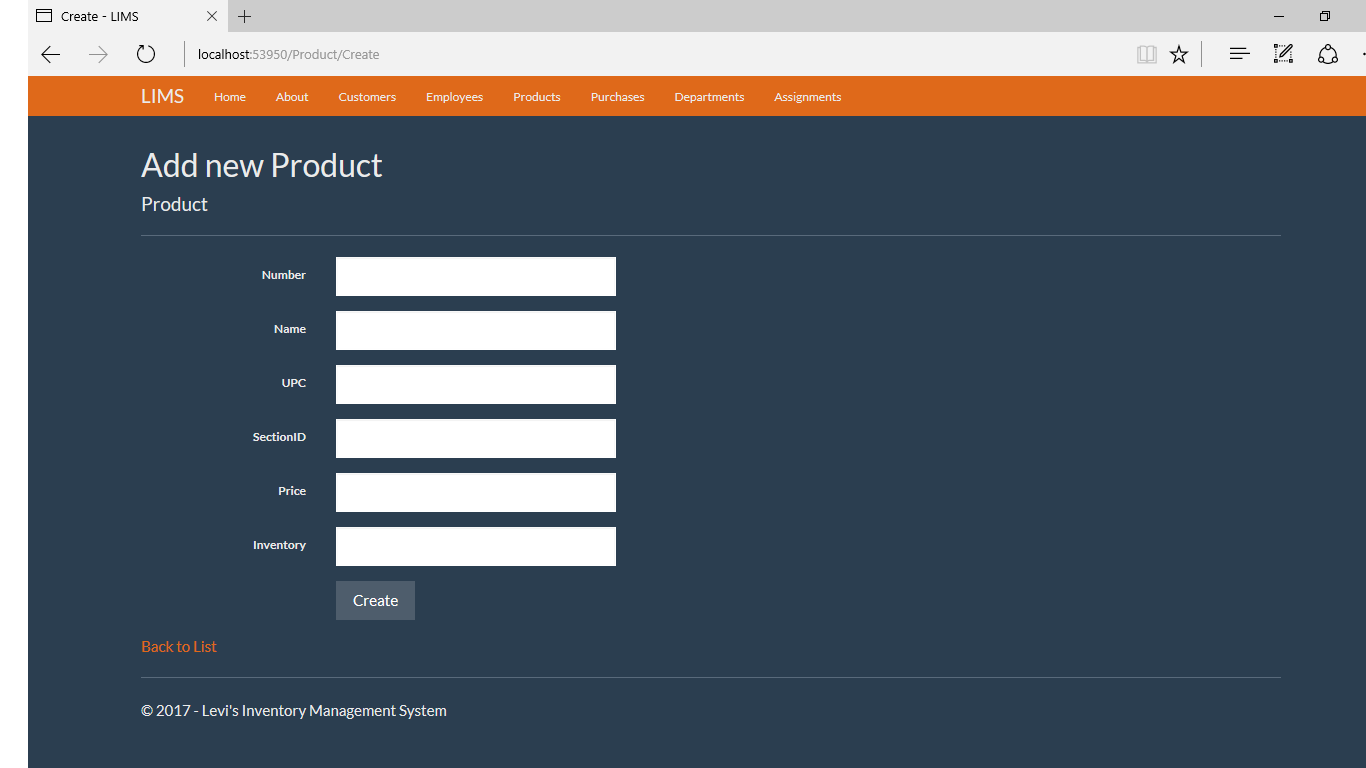 Create - LIMS
localhost:53950/Product/Create
LIMS Home About Customers Employees Products Purchases Departments Assignments
Add new Product
Product
Number
Name
UPC
SectionID
Price
Inventory
Create
Back to List
© 2017 - Levi's Inventory Management System